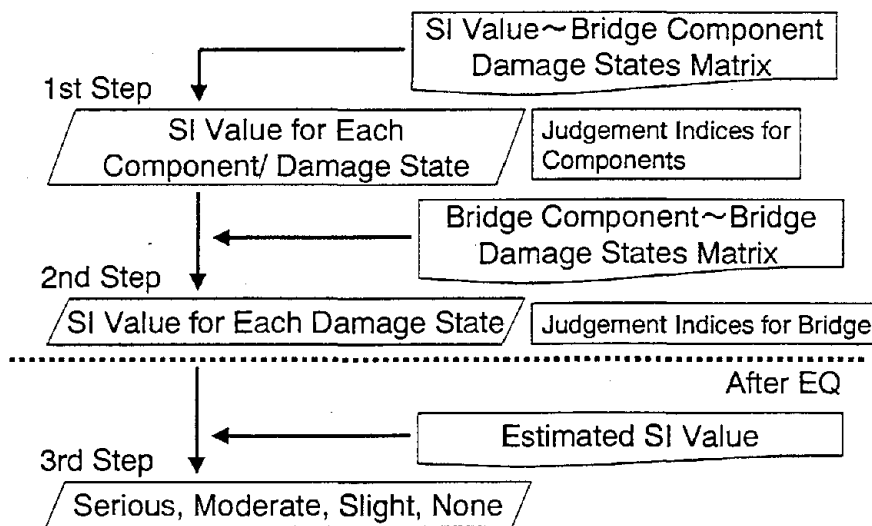 SI Value~Bridge Component
Damage States Matrix
1st Step
SI Value for Each
Component/ Damage State
Judgement Indices for
Components
Bridge Component~Bridge
Damage States Matrix
2nd Step
SI Value for Each Damage State
Judgement Indices for Bridge
After EQ
Estimated SI Value
3rd Step
Serious, Moderate, Slight, None